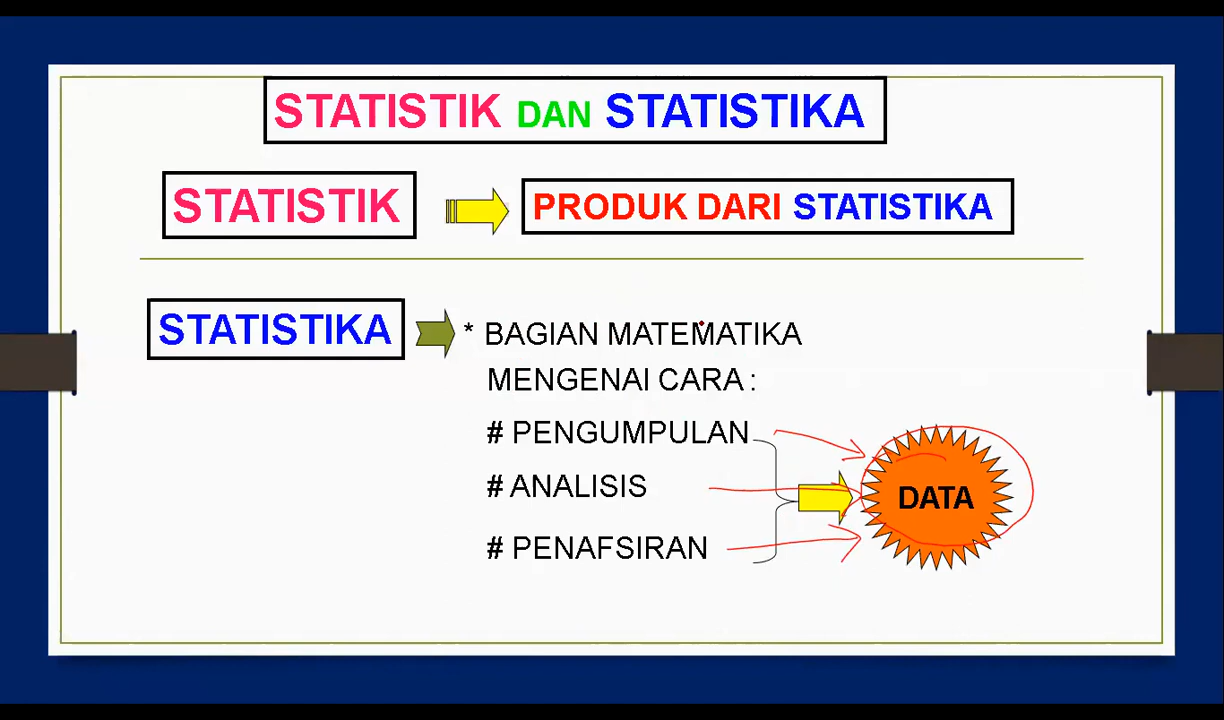 STATISTIK DAN STATISTIKA
STATISTIK
PRODUK DARI STATISTIKA
STATISTIKA
* BAGIAN MATEMATIKA
MENGENAI CARA :
# PENGUMPULAN
# ANALISIS
# PENAFSIRAN
DATA